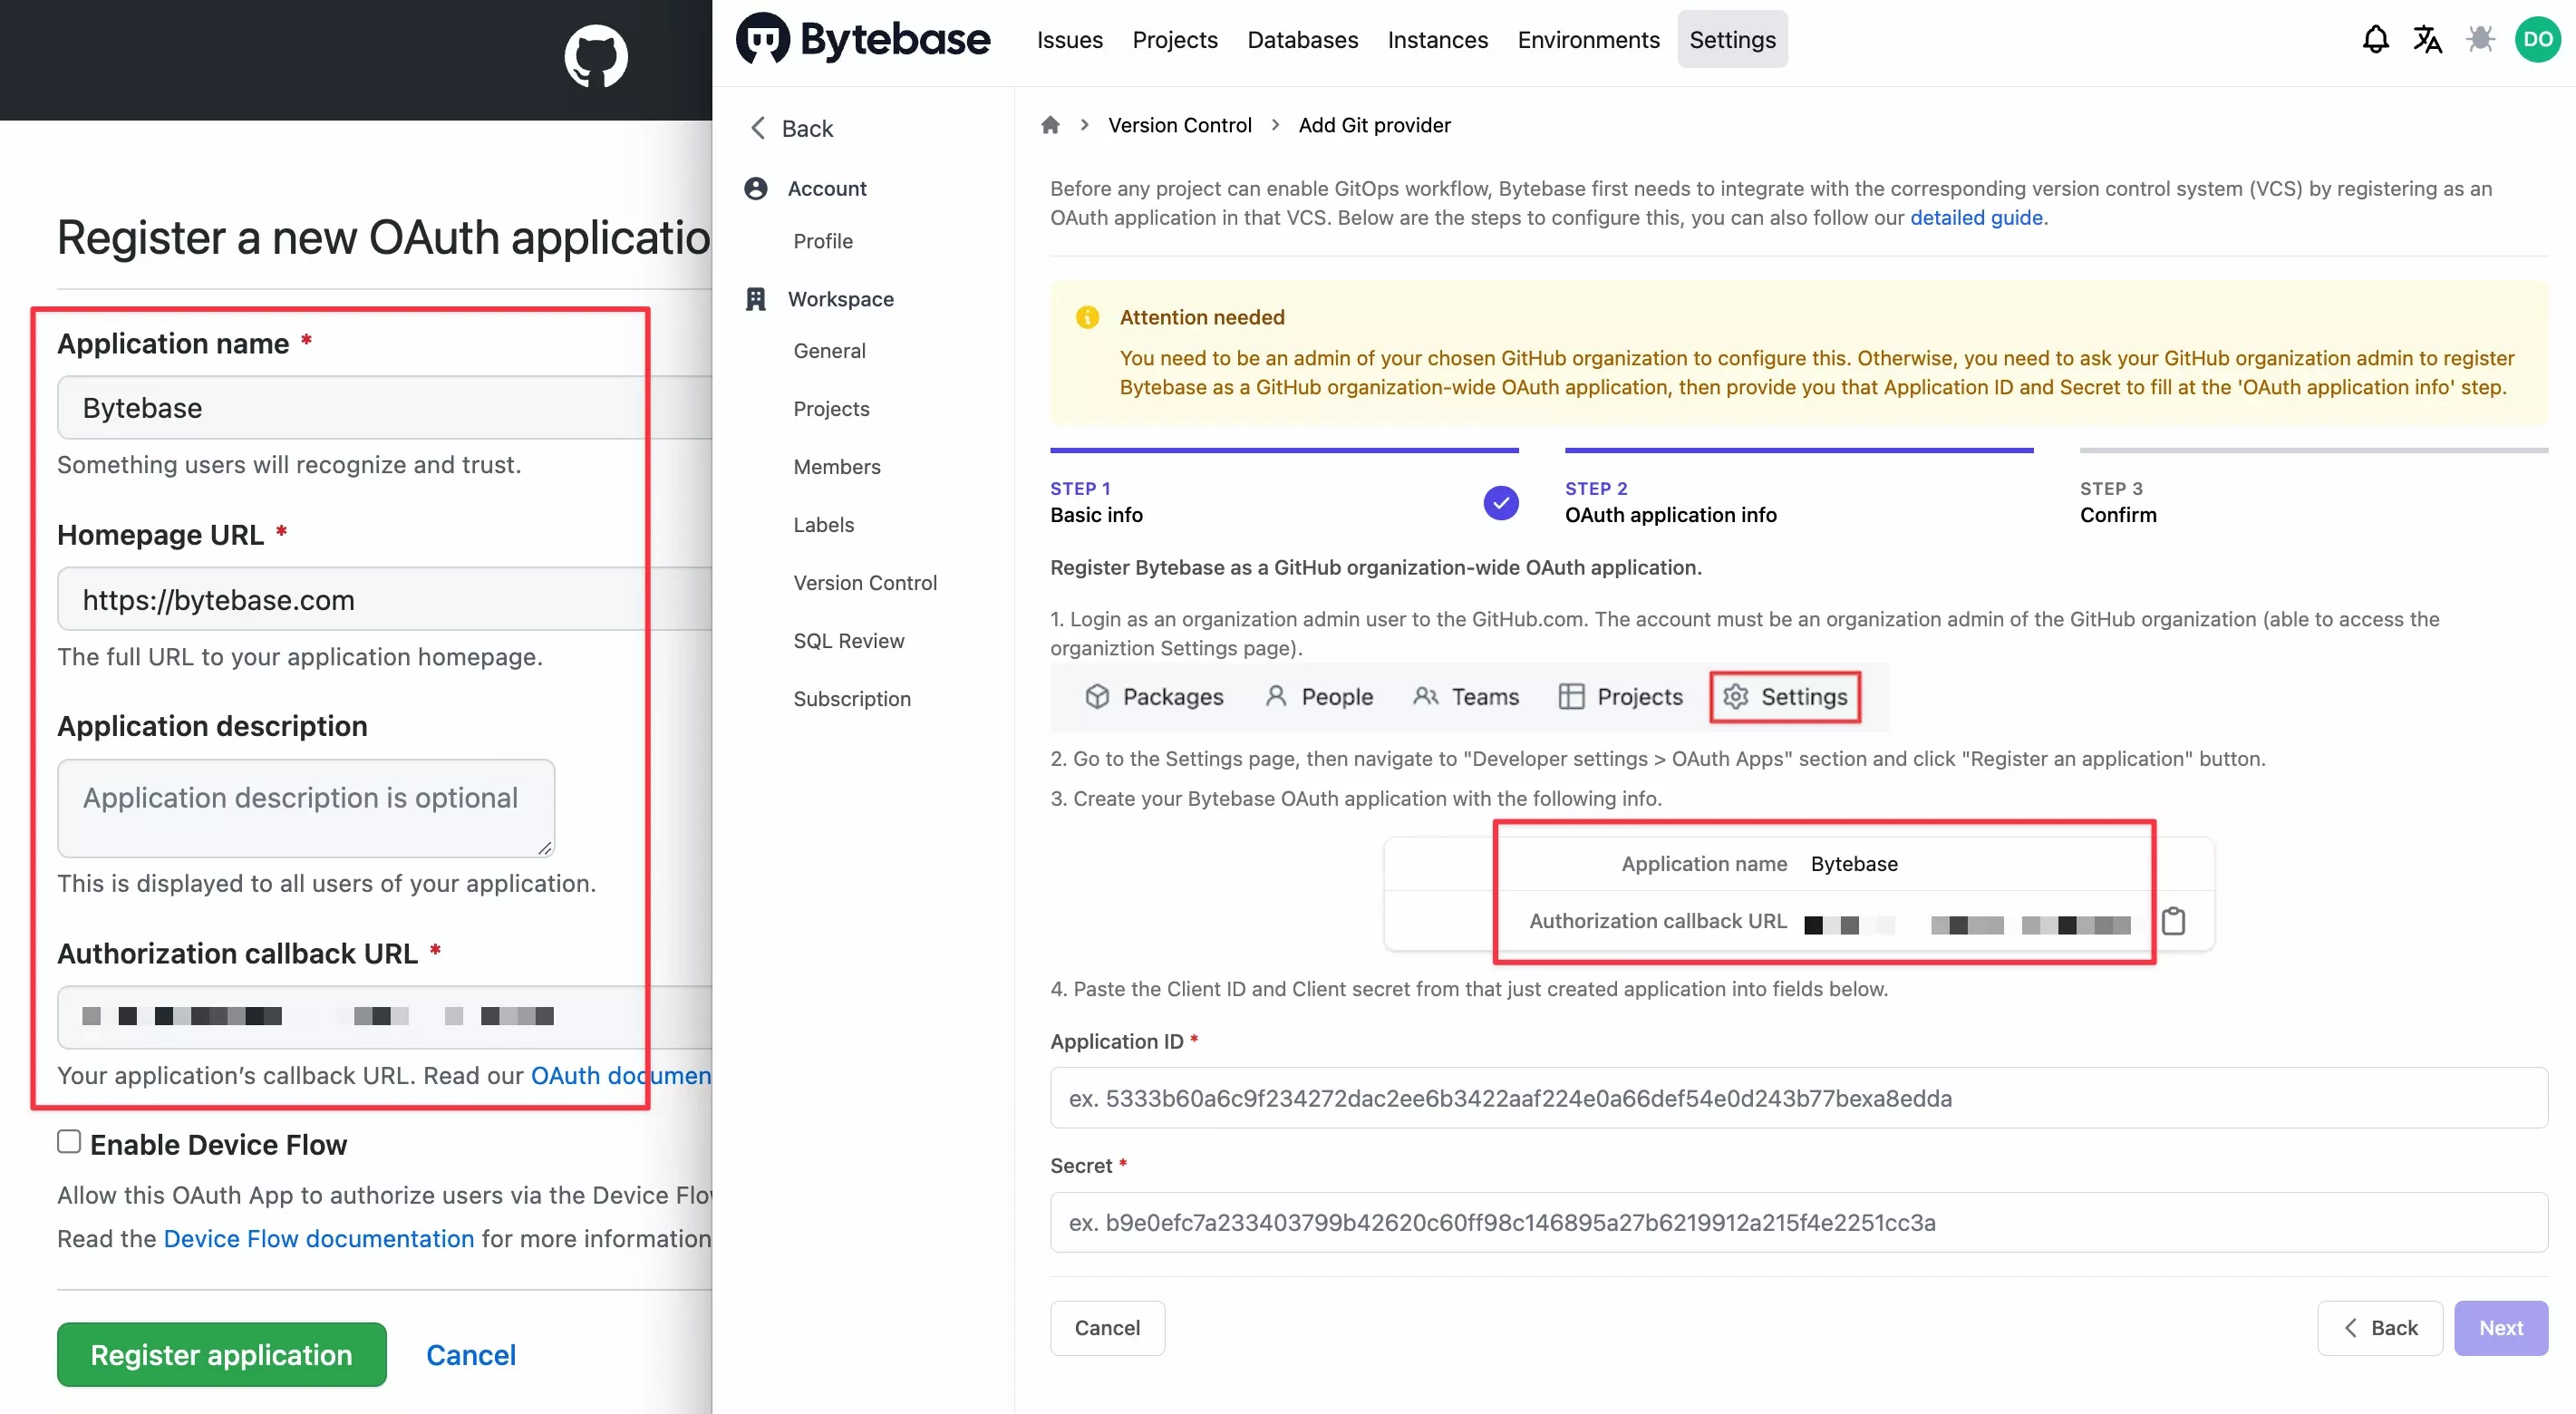 Register a new OAuth applicatio
Application name *
Bytebase
Something users will recognize and trust.
Homepage URL *
https://bytebase.com
The full URL to your application homepage.
Application description
Application description is optional
This is displayed to all users of your application.
Authorization callback URL *
Your application’s callback URL. Read our OAuth documen
Enable Device Flow
Allow this OAuth App to authorize users via the Device Flo
Read the Device Flow documentation for more information
Register application
Cancel
Bytebase
Issues
Projects
Databases
Instances
Environments
Settings
DO
Back
Account
Profile
Workspace
General
Projects
Members
Labels
Version Control
SQL Review
Subscription
Version Control > Add Git provider
Before any project can enable GitOps workflow, Bytebase first needs to integrate with the corresponding version control system (VCS) by registering as an
OAuth application in that VCS. Below are the steps to configure this, you can also follow our detailed guide.
Attention needed
You need to be an admin of your chosen GitHub organization to configure this. Otherwise, you need to ask your GitHub organization admin to register
Bytebase as a GitHub organization-wide OAuth application, then provide you that Application ID and Secret to fill at the 'OAuth application info' step.
STEP 1
Basic info
STEP 2
OAuth application info
STEP 3
Confirm
Register Bytebase as a GitHub organization-wide OAuth application.
1. Login as an organization admin user to the GitHub.com. The account must be an organization admin of the GitHub organization (able to access the
organiztion Settings page).
Packages
People
Teams
Projects
Settings
2. Go to the Settings page, then navigate to "Developer settings > OAuth Apps" section and click "Register an application" button.
3. Create your Bytebase OAuth application with the following info.
Application name Bytebase
Authorization callback URL
4. Paste the Client ID and Client secret from that just created application into fields below.
Application ID *
ex. 5333b60a6c9f234272dac2ee6b3422aaf224e0a66def54e0d243b77bexa8edda
Secret *
ex. b9e0efc7a233403799b42620c60ff98c146895a27b6219912a215f4e2251cc3a
Cancel
Back
Next